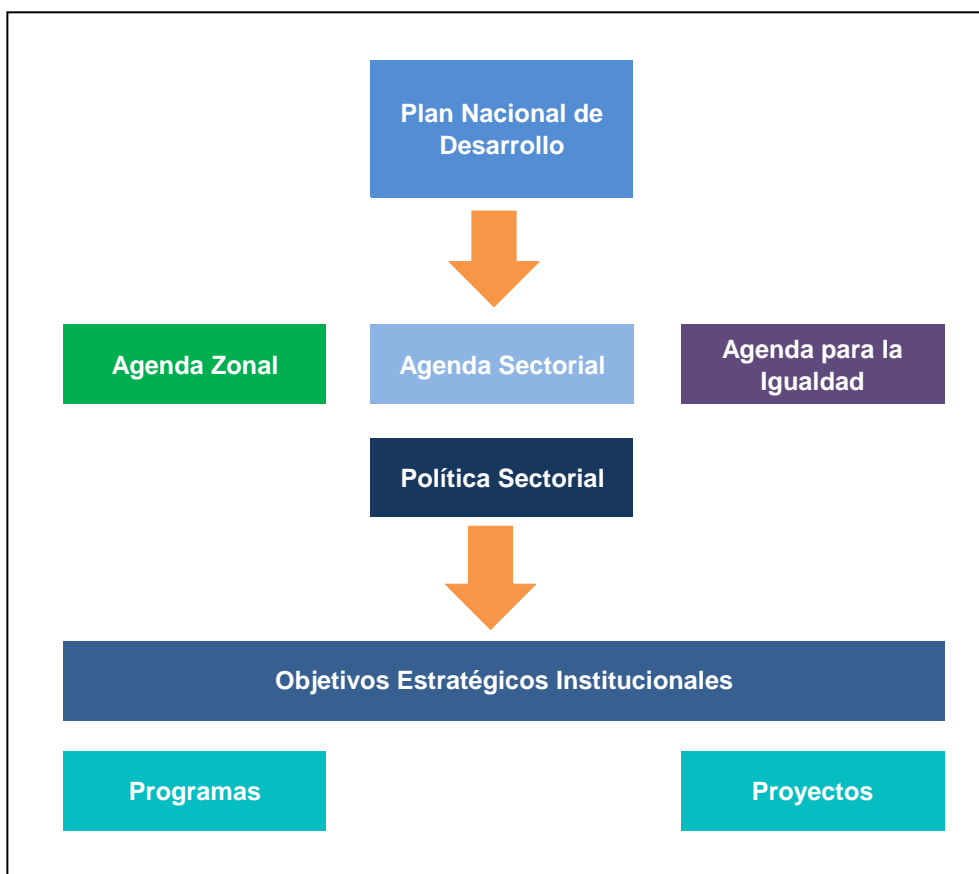 Plan Nacional de
Desarrollo
Agenda Zonal
Agenda Sectorial
Agenda para la
Igualdad
Política Sectorial
Objetivos Estratégicos Institucionales
Programas
Proyectos